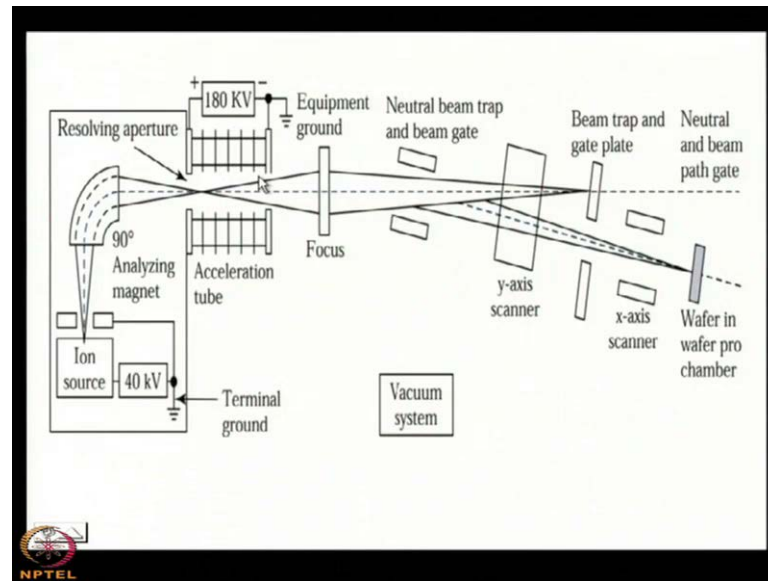 +
180 KV
−
Resolving aperture
Equipment
ground
Neutral beam trap
and beam gate
Beam trap and
gate plate
Neutral
and beam
path gate
90°
Analyzing
magnet
Acceleration
tube
Focus
y-axis
scanner
x-axis
scanner
Wafer in
wafer pro
chamber
Ion
source
40 kV
Terminal
ground
Vacuum
system
NPTEL